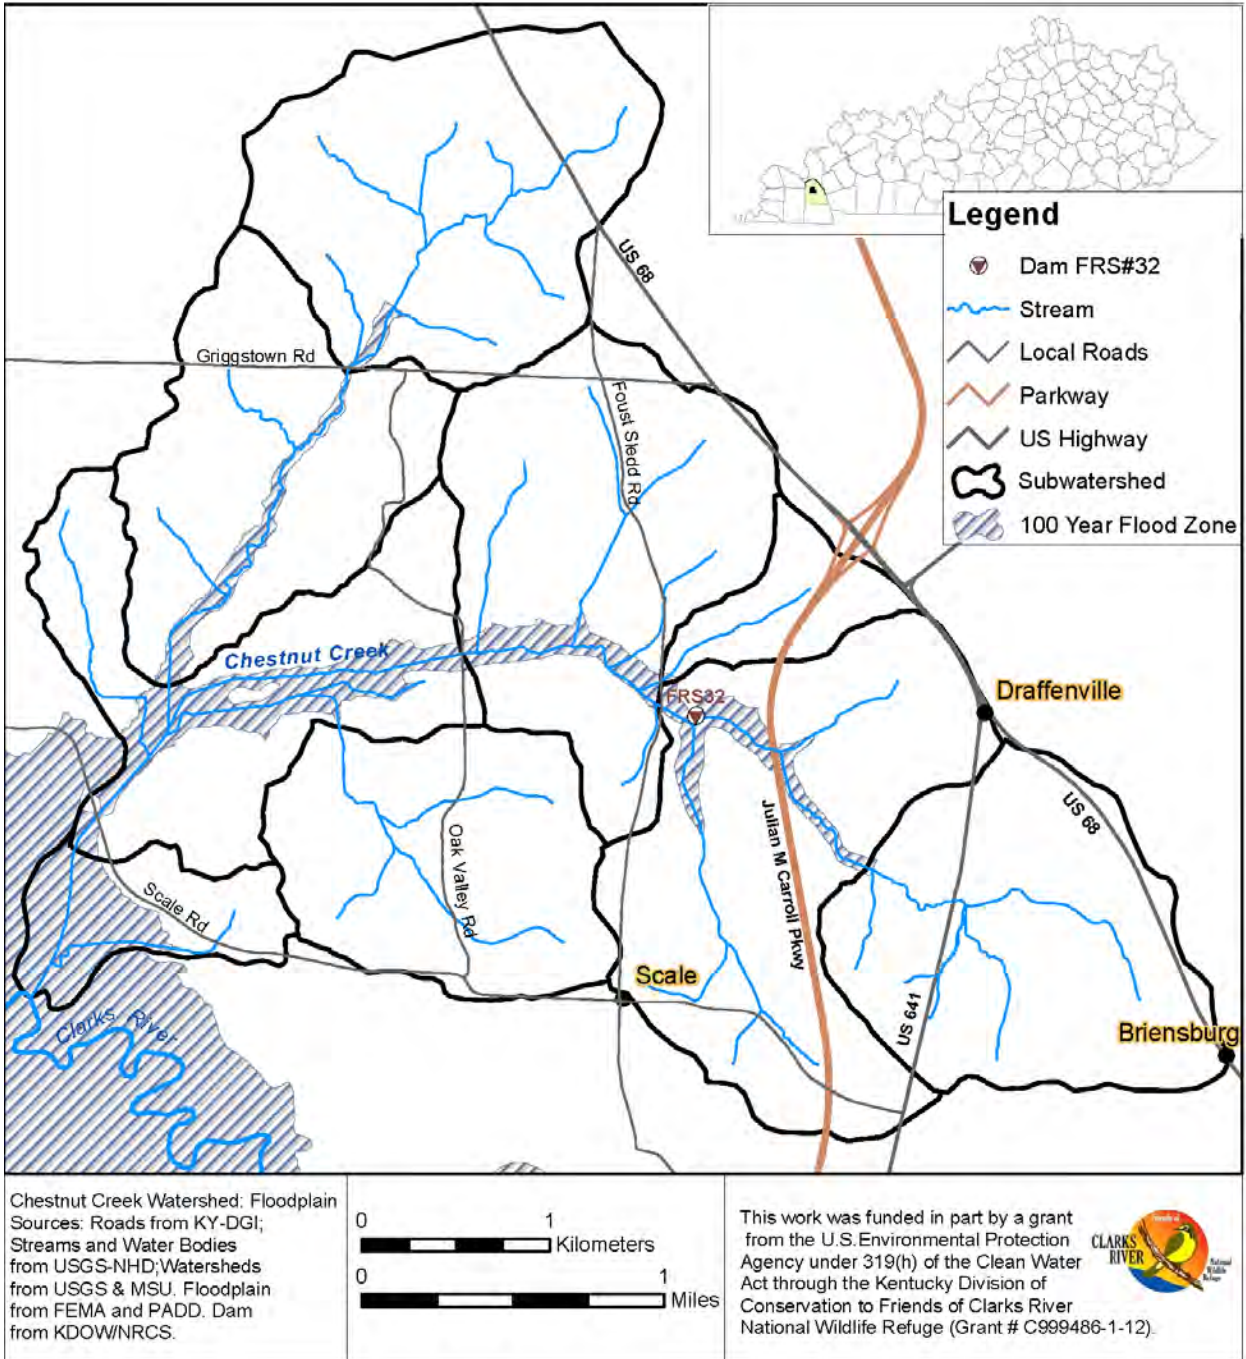 US 68
Legend
Dam FRS#32
Stream
Local Roads
Parkway
US Highway
Subwatershed
100 Year Flood Zone
Griggstown Rd
Foust Sledd Rd
Chestnut Creek
FRS32
Draffenville
US 68
Julian M Carroll Pkwy
Oak Valley Rd
Scale Rd
Scale
US 641
Clarks River
Briensburg
Chestnut Creek Watershed: Floodplain
Sources: Roads from KY-DGI;
Streams and Water Bodies
from USGS-NHD;Watersheds
from USGS & MSU. Floodplain
from FEMA and PADD. Dam
from KDOW/NRCS.
0 1
Kilometers
0 1
Miles
This work was funded in part by a grant
from the U.S.Environmental Protection
Agency under 319(h) of the Clean Water
Act through the Kentucky Division of
Conservation to Friends of Clarks River
National Wildlife Refuge (Grant # C999486-1-12).
Friends of
CLARKS
RIVER
National
Wildlife
Refuge